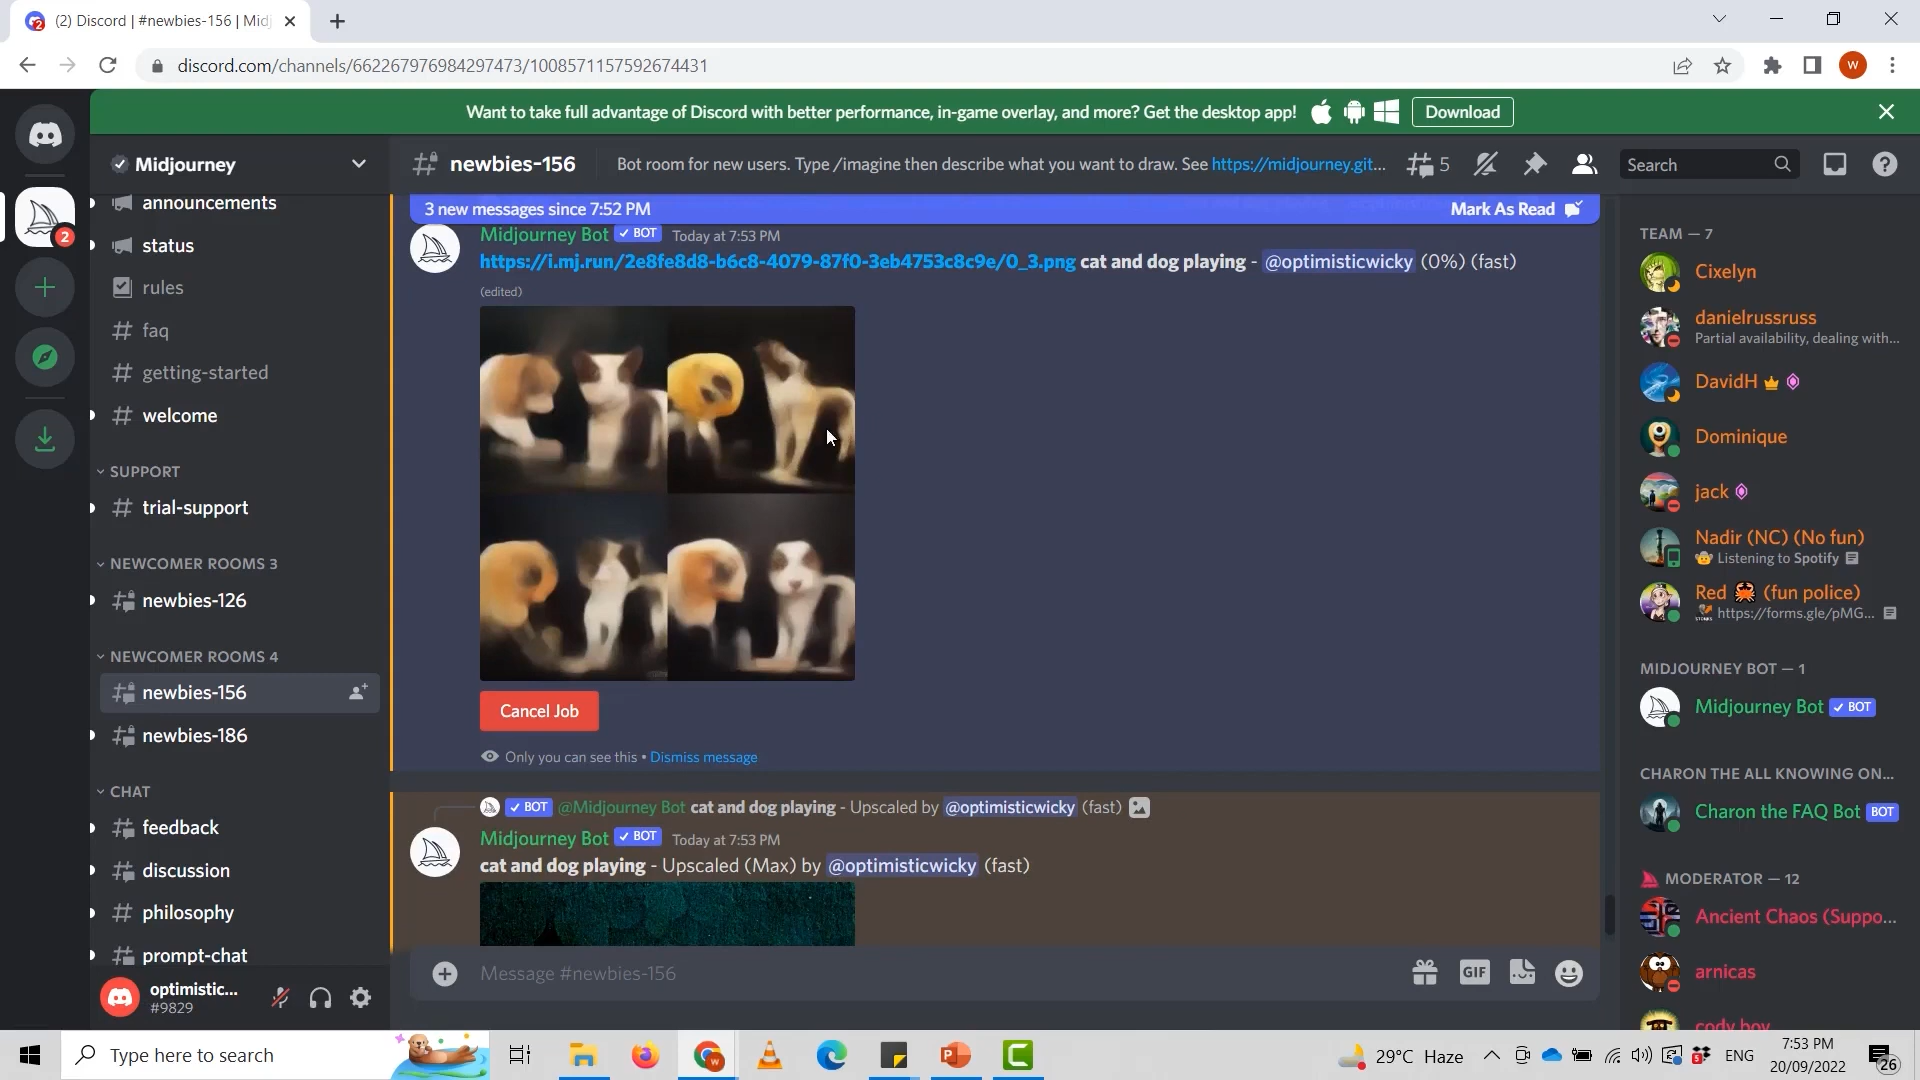 (2) Discord | #newbies-156 | Midj
discord.com/channels/662267976984297473/1008571157592674431
W
Want to take full advantage of Discord with better performance, in-game overlay, and more? Get the desktop app!
Download
2
Midjourney
announcements
status
rules
faq
getting-started
welcome
SUPPORT
trial-support
NEWCOMER ROOMS 3
newbies-126
NEWCOMER ROOMS 4
newbies-156
newbies-186
CHAT
feedback
discussion
philosophy
prompt-chat
optimistic...
#9829
newbies-156
Bot room for new users. Type /imagine then describe what you want to draw. See https://midjourney.git...
5
Search
3 new messages since 7:52 PM
Mark As Read
Midjourney Bot BOT Today at 7:53 PM
https://i.mj.run/2e8fe8d8-b6c8-4079-87f0-3eb4753c8c9e/0_3.png cat and dog playing - @optimisticwicky (0%) (fast)
(edited)
Cancel Job
Only you can see this • Dismiss message
BOT @Midjourney Bot cat and dog playing - Upscaled by @optimisticwicky (fast)
Midjourney Bot BOT Today at 7:53 PM
cat and dog playing - Upscaled (Max) by @optimisticwicky (fast)
Message #newbies-156
GIF
TEAM — 7
Cixelyn
danielrussruss
Partial availability, dealing with...
DavidH
Dominique
jack
Nadir (NC) (No fun)
Listening to Spotify
Red (fun police)
https://forms.gle/pMG...
MIDJOURNEY BOT — 1
Midjourney Bot BOT
CHARON THE ALL KNOWING ON...
Charon the FAQ Bot BOT
MODERATOR — 12
Ancient Chaos (Suppo...
arnicas
cody boy
Type here to search
29°C Haze
ENG
7:53 PM
20/09/2022
26